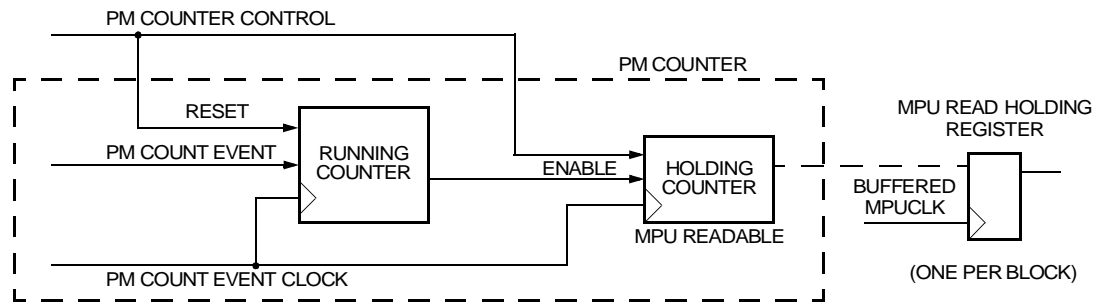 PM COUNTER CONTROL
PM COUNTER
RESET
PM COUNT EVENT
RUNNING
COUNTER
ENABLE
HOLDING
COUNTER
MPU READABLE
PM COUNT EVENT CLOCK
MPU READ HOLDING
REGISTER
BUFFERED
MPUCLK
(ONE PER BLOCK)